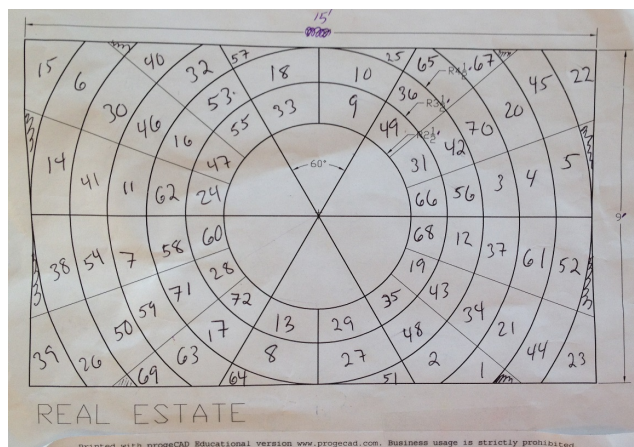 15'
15 6 40 32 57 18 10 25 65 67 45 22
R4½'
30 46 53. 33 9 36 R3½' 70 20
16 55 49 R2½' 42
14 41 11 62 47 24 60° 31 66 56 3 4 5
9'
38 54 7 58 60 68 12 37 61 52
28 19
59 71 72 35 43 34
50 17 13 29 48 21
39 26 69 63 64 8 27 51 2 1 44 23
REAL ESTATE
Printed with progeCAD Educational version www.progecad.com. Business usage is strictly prohibited